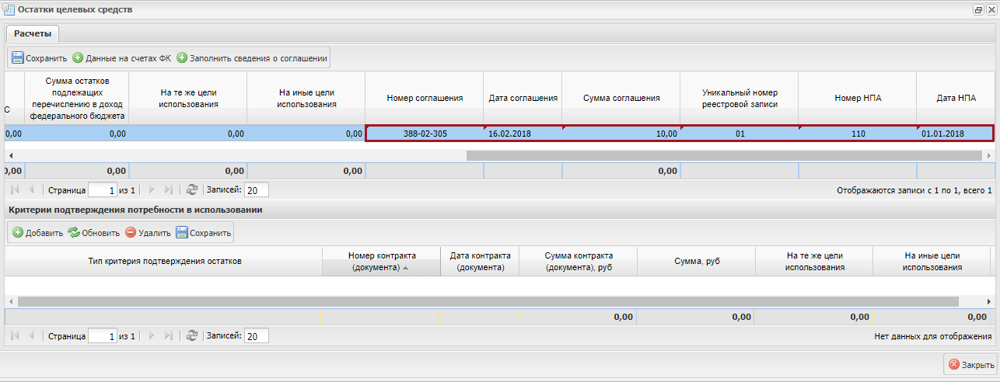 Остатки целевых средств
Расчеты
Сохранить Данные на счетах ФК Заполнить сведения о соглашении
С
Сумма остатков
подлежащих
перечислению в доход
федерального бюджета
На те же цели
использования
На иные цели
использования
Номер соглашения
Дата соглашения
Сумма соглашения
Уникальный номер
реестровой записи
Номер НПА
Дата НПА
0,00 0,00 0,00 0,00 388-02-305 16.02.2018 10,00 01 110 01.01.2018
0,00 0,00 0,00 0,00 0,00
Страница 1 из 1 Записей: 20 Отображаются записи с 1 по 1, всего 1
Критерии подтверждения потребности в использовании
Добавить Обновить Удалить Сохранить
Тип критерия подтверждения остатков
Номер контракта
(документа)
Дата контракта
(документа)
Сумма контракта
(документа), руб
Сумма, руб
На те же цели
использования
На иные цели
использования
0,00 0,00 0,00 0,00
Страница 1 из 1 Записей: 20 Нет данных для отображения
Закрыть